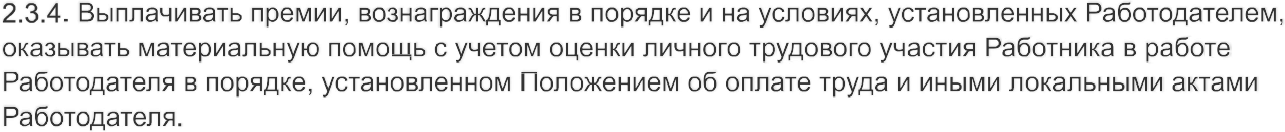 2.3.4. Выплачивать премии, вознаграждения в порядке и на условиях, установленных Работодателем,
оказывать материальную помощь с учетом оценки личного трудового участия Работника в работе
Работодателя в порядке, установленном Положением об оплате труда и иными локальными актами
Работодателя.